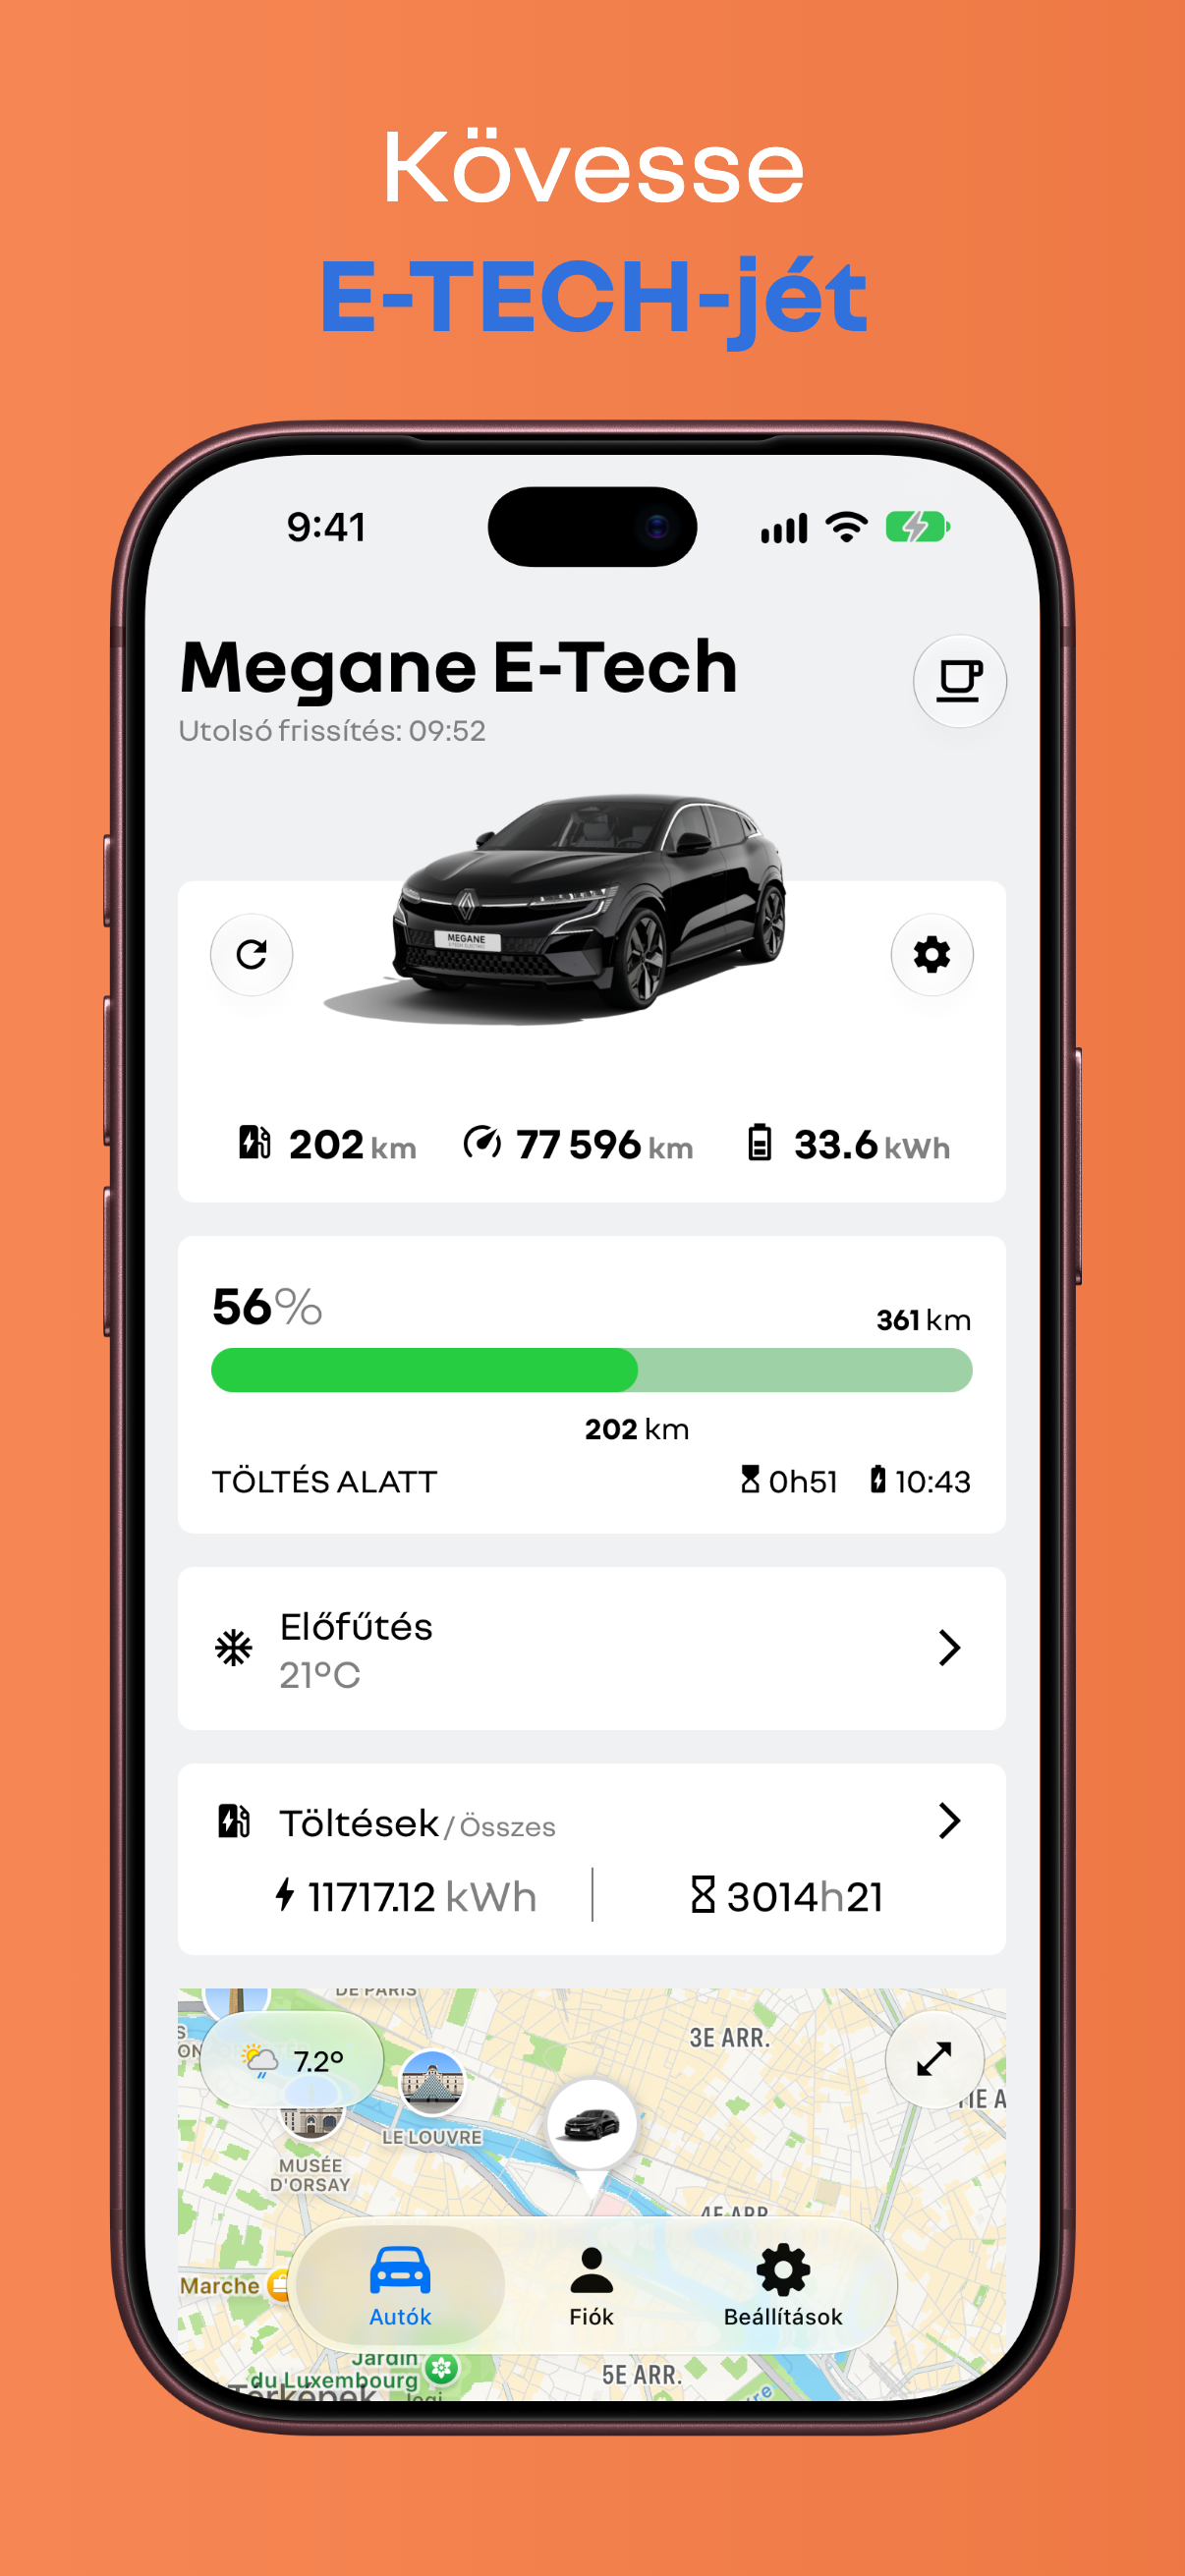 Kövesse
E-TECH-jét
9:41
Megane E-Tech
Utolsó frissítés: 09:52
MEGANE
202 km
77 596 km
33.6 kWh
56%
361 km
202 km
TÖLTÉS ALATT
0h51
10:43
Előfűtés
21°C
Töltések / Összes
11717.12 kWh
3014h21
DE PARIS
3E ARR.
7.2°
LE LOUVRE
MUSÉE
D'ORSAY
4E ARR.
Marche
Autók
Fiók
Beállítások
Jardin
du Luxembourg
5E ARR.
Térképek